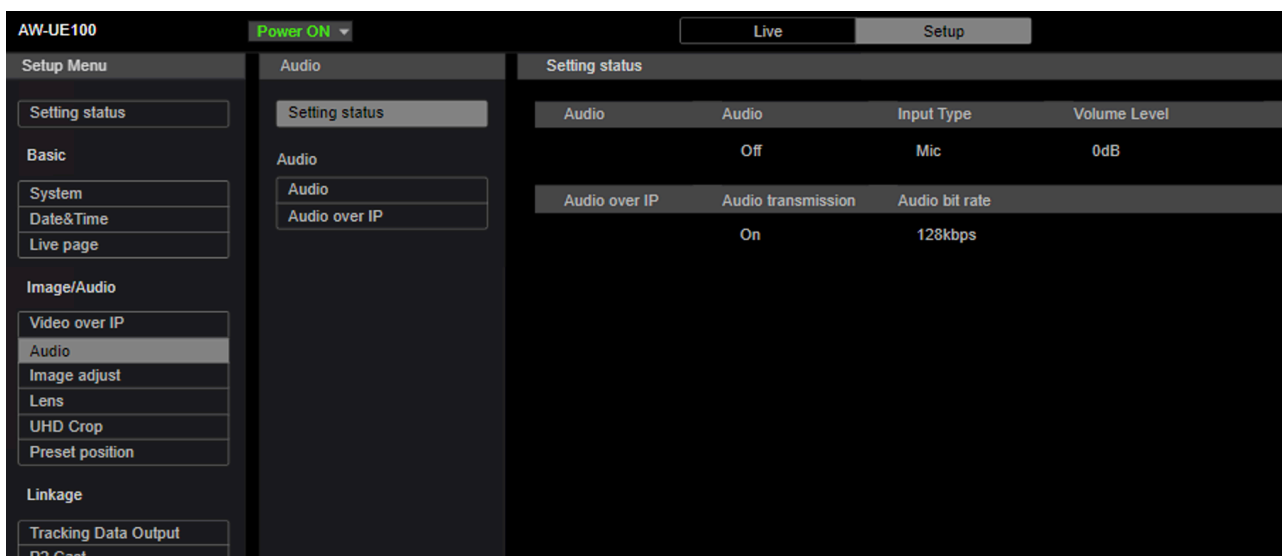 AW-UE100
Power ON
Live
Setup
Setup Menu
Audio
Setting status
Setting status
Setting status
Audio
Audio
Input Type
Volume Level
Off
Mic
0dB
Basic
Audio
System
Audio
Audio over IP
Audio transmission
Audio bit rate
Date&Time
Audio over IP
On
128kbps
Live page
Image/Audio
Video over IP
Audio
Image adjust
Lens
UHD Crop
Preset position
Linkage
Tracking Data Output